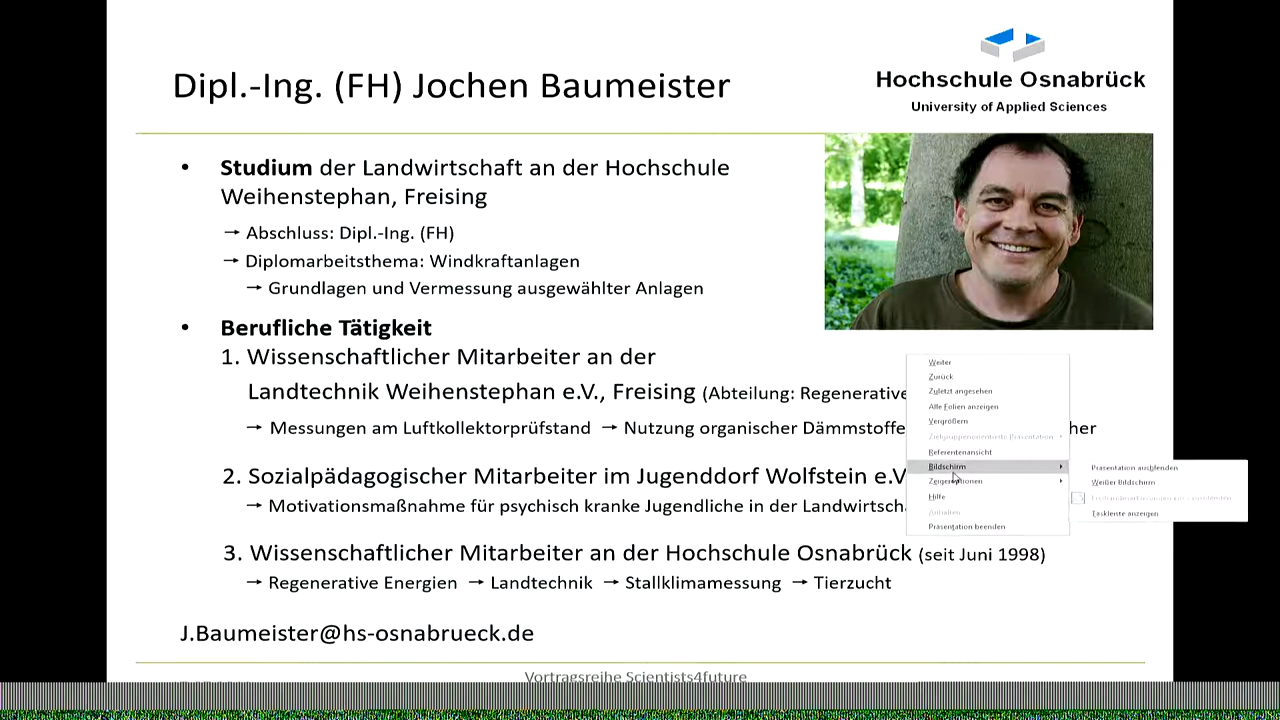 Dipl.-Ing. (FH) Jochen Baumeister
Hochschule Osnabrück
University of Applied Sciences
• Studium der Landwirtschaft an der Hochschule
Weihenstephan, Freising
→ Abschluss: Dipl.-Ing. (FH)
→ Diplomarbeitsthema: Windkraftanlagen
→ Grundlagen und Vermessung ausgewählter Anlagen
• Berufliche Tätigkeit
1. Wissenschaftlicher Mitarbeiter an der
Landtechnik Weihenstephan e.V., Freising (Abteilung: Regenerative
→ Messungen am Luftkollektorprüfstand → Nutzung organischer Dämmstoffe
2. Sozialpädagogischer Mitarbeiter im Jugenddorf Wolfstein e.V
→ Motivationsmaßnahme für psychisch kranke Jugendliche in der Landwirtscha
3. Wissenschaftlicher Mitarbeiter an der Hochschule Osnabrück (seit Juni 1998)
→ Regenerative Energien → Landtechnik → Stallklimamessung → Tierzucht
J.Baumeister@hs-osnabrueck.de
Vortragsreihe Scientists4future
Weiter
Zurück
Zuletzt angesehen
Alle Folien anzeigen
Vergrößern
Zielgruppenorientierte Präsentation
Referentenansicht
Bildschirm
Hilfe
Anhalten
Präsentation beenden
Präsentation ausblenden
Weißer Bildschirm
Taskleiste anzeigen